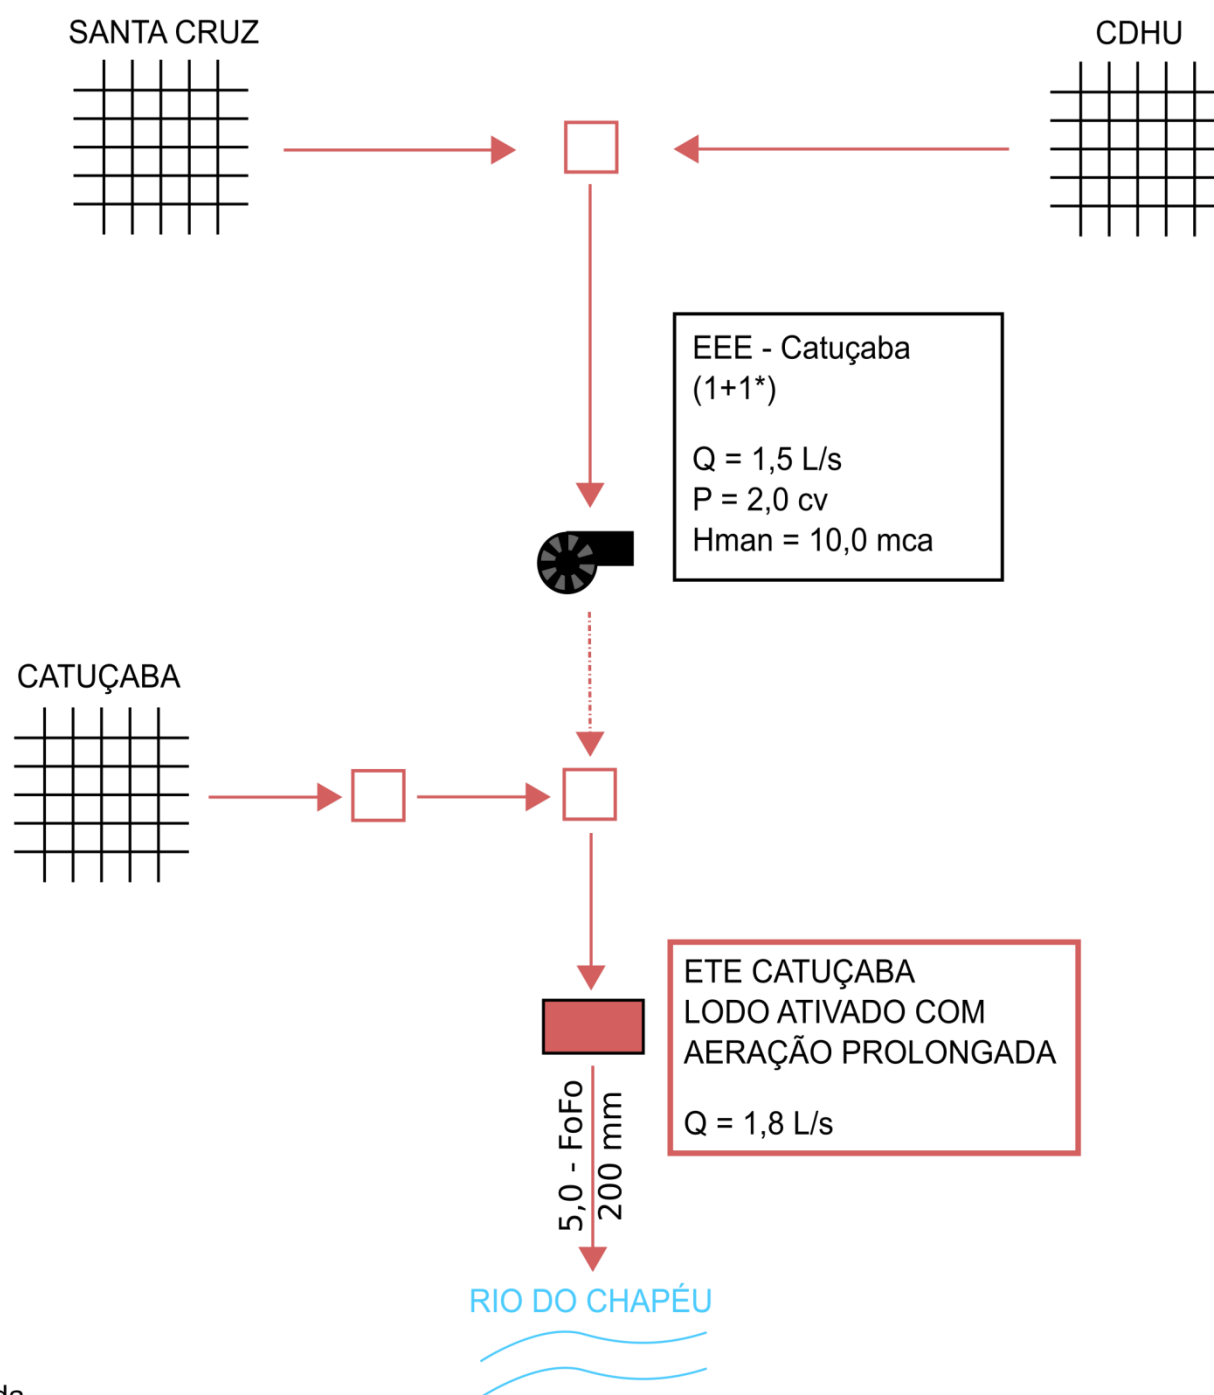 SANTA CRUZ
CDHU
EEE - Catuçaba
(1+1*)
Q = 1,5 L/s
P = 2,0 cv
Hman = 10,0 mca
CATUÇABA
ETE CATUÇABA
LODO ATIVADO COM
AERAÇÃO PROLONGADA
Q = 1,8 L/s
5,0 - FoFo
200 mm
RIO DO CHAPÉU